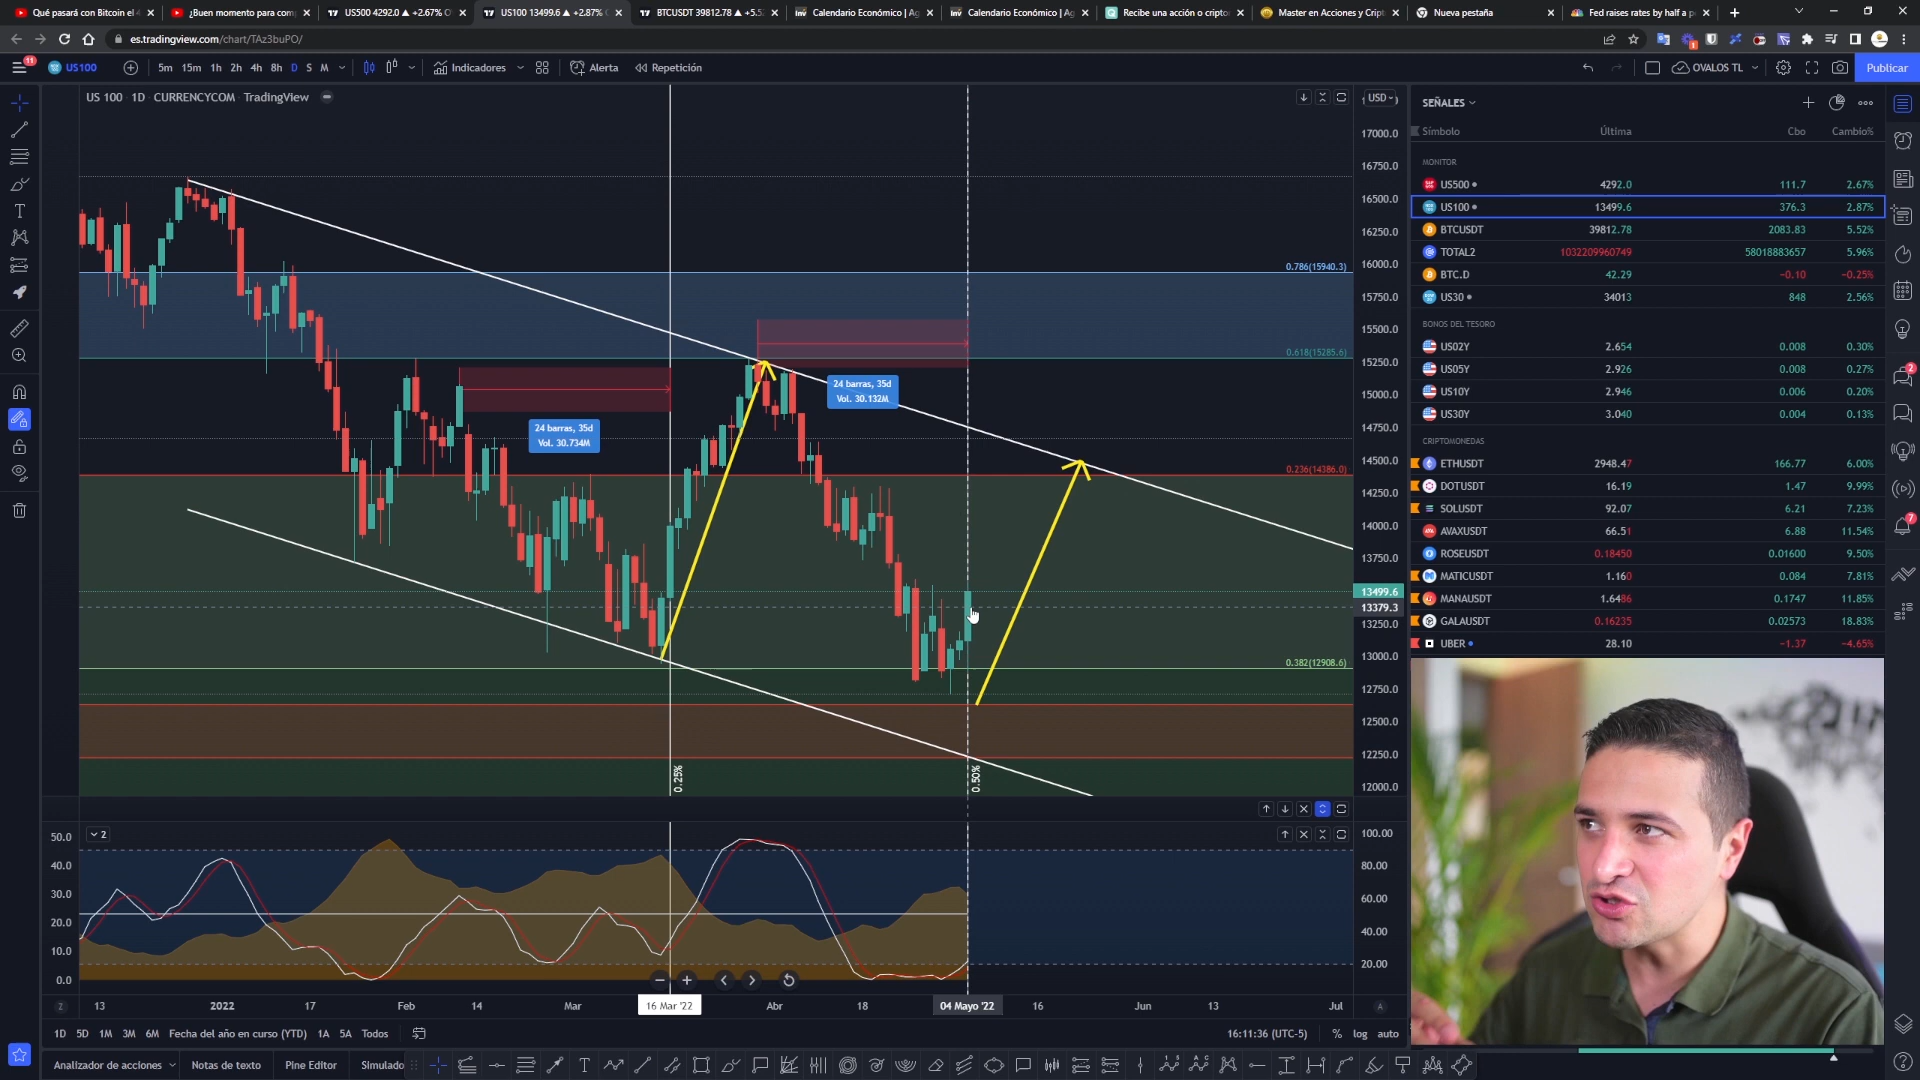 Qué pasará con Bitcoin el
¿Buen momento para com
US500 4292.0 ▲ +2.67%
US100 13499.6 ▲ +2.87%
BTCUSDT 39812.78 ▲ +5.5
Calendario Económico | Ag
Calendario Económico | Ag
Recibe una acción o cripto
Master en Acciones y Cript
Nueva pestaña
Fed raises rates by half a p
es.tradingview.com/chart/TAz3buPO/
11 US100 5m 15m 1h 2h 4h 8h D S M Indicadores Alerta Repetición OVALOS TL Publicar
US 100 1D CURRENCYCOM TradingView
USD
17000.0
16750.0
16500.0
16250.0
16000.0
15750.0
15500.0
15250.0
15000.0
14750.0
14500.0
14250.0
14000.0
13750.0
13499.6
13379.3
13250.0
13000.0
12750.0
12500.0
12250.0
12000.0
0.786(15940.3)
0.618(15285.6)
0.236(14386.0)
0.382(12908.6)
24 barras, 35d
Vol. 30.734M
24 barras, 35d
Vol. 30.132M
0.25%
0.50%
2
50.0
40.0
30.0
20.0
10.0
0.0
100.00
80.00
60.00
40.00
20.00
13 2022 17 Feb 14 Mar 16 Mar '22 Abr 18 04 Mayo '22 16 Jun 13 Jul
1D 5D 1M 3M 6M Fecha del año en curso (YTD) 1A 5A Todos
16:11:36 (UTC-5) % log auto
Analizador de acciones Notas de texto Pine Editor Simulado
SEÑALES
Símbolo Última Cbo Cambio%
MONITOR
US500 4292.0 111.7 2.67%
US100 13499.6 376.3 2.87%
BTCUSDT 39812.78 2083.83 5.52%
TOTAL2 1032209960749 58018883657 5.96%
BTC.D 42.29 −0.10 −0.25%
US30 34013 848 2.56%
BONOS DEL TESORO
US02Y 2.654 0.008 0.30%
US05Y 2.926 0.008 0.27%
US10Y 2.946 0.006 0.20%
US30Y 3.040 0.004 0.13%
CRIPTOMONEDAS
ETHUSDT 2948.47 166.77 6.00%
DOTUSDT 16.19 1.47 9.99%
SOLUSDT 92.07 6.21 7.23%
AVAXUSDT 66.51 6.88 11.54%
ROSEUSDT 0.18450 0.01600 9.50%
MATICUSDT 1.160 0.084 7.81%
MANAUSDT 1.6486 0.1747 11.85%
GALAUSDT 0.16235 0.02573 18.83%
UBER 28.10 −1.37 −4.65%
2
7